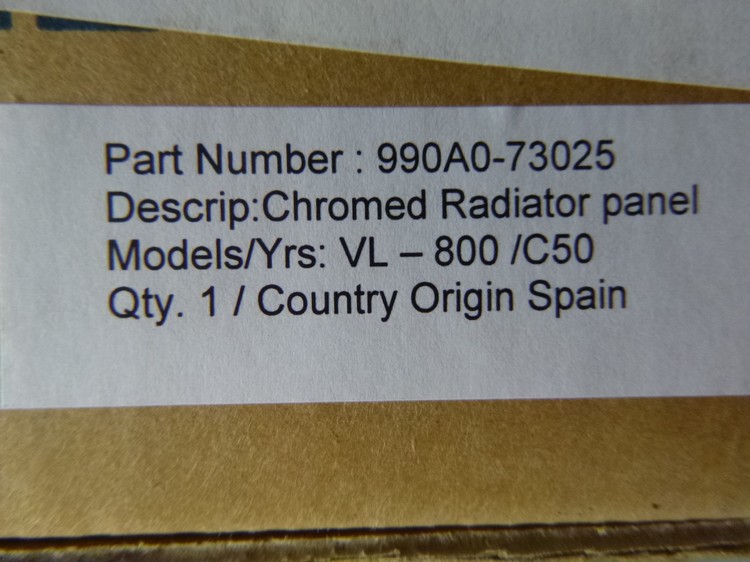 Part Number : 990A0-73025
Descrip:Chromed Radiator panel
Models/Yrs: VL – 800 /C50
Qty. 1 / Country Origin Spain